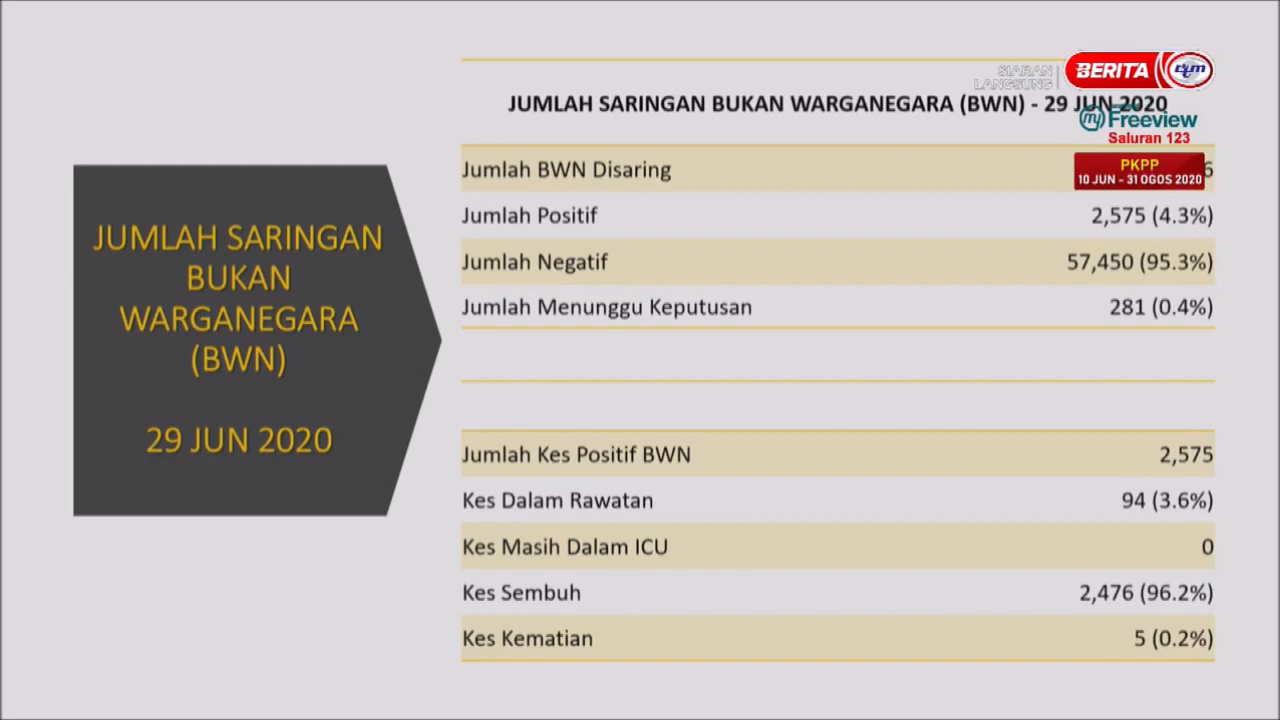 SIARAN
LANGSUNG
BERITA rtm
JUMLAH SARINGAN BUKAN WARGANEGARA (BWN) - 29 JUN 2020
my Freeview
Saluran 123
PKPP
10 JUN - 31 OGOS 2020
JUMLAH SARINGAN
BUKAN
WARGANEGARA
(BWN)
29 JUN 2020
Jumlah BWN Disaring
Jumlah Positif 2,575 (4.3%)
Jumlah Negatif 57,450 (95.3%)
Jumlah Menunggu Keputusan 281 (0.4%)
Jumlah Kes Positif BWN 2,575
Kes Dalam Rawatan 94 (3.6%)
Kes Masih Dalam ICU 0
Kes Sembuh 2,476 (96.2%)
Kes Kematian 5 (0.2%)